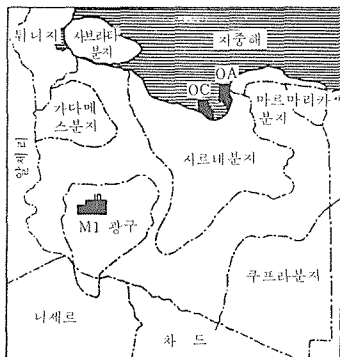 튀니지
사브라타
분지
지중해
OA
OC
가다메
스분지
마르마리카
분지
알제리
시르네분지
M1 광구
쿠프라분지
니제르
차드